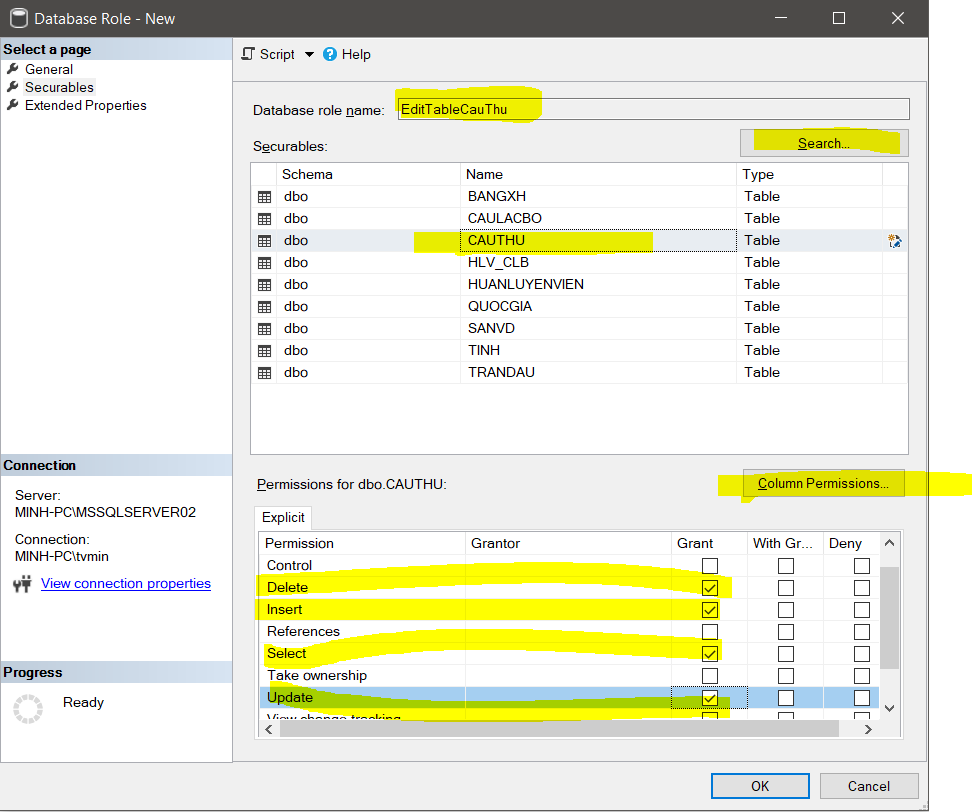 Database Role - New
Select a page
General
Securables
Extended Properties
Script Help
Database role name: EditTableCauThu
Securables:
Search...
Schema Name Type
dbo BANGXH Table
dbo CAULACBO Table
dbo CAUTHU Table
dbo HLV_CLB Table
dbo HUANLUYENVIEN Table
dbo QUOCGIA Table
dbo SANVD Table
dbo TINH Table
dbo TRANDAU Table
Connection
Server:
MINH-PC\MSSQLSERVER02
Connection:
MINH-PC\tvmin
View connection properties
Progress
Ready
Permissions for dbo.CAUTHU:
Column Permissions...
Explicit
Permission Grantor Grant With Gr... Deny
Control
Delete
Insert
References
Select
Take ownership
Update
View change tracking
OK Cancel